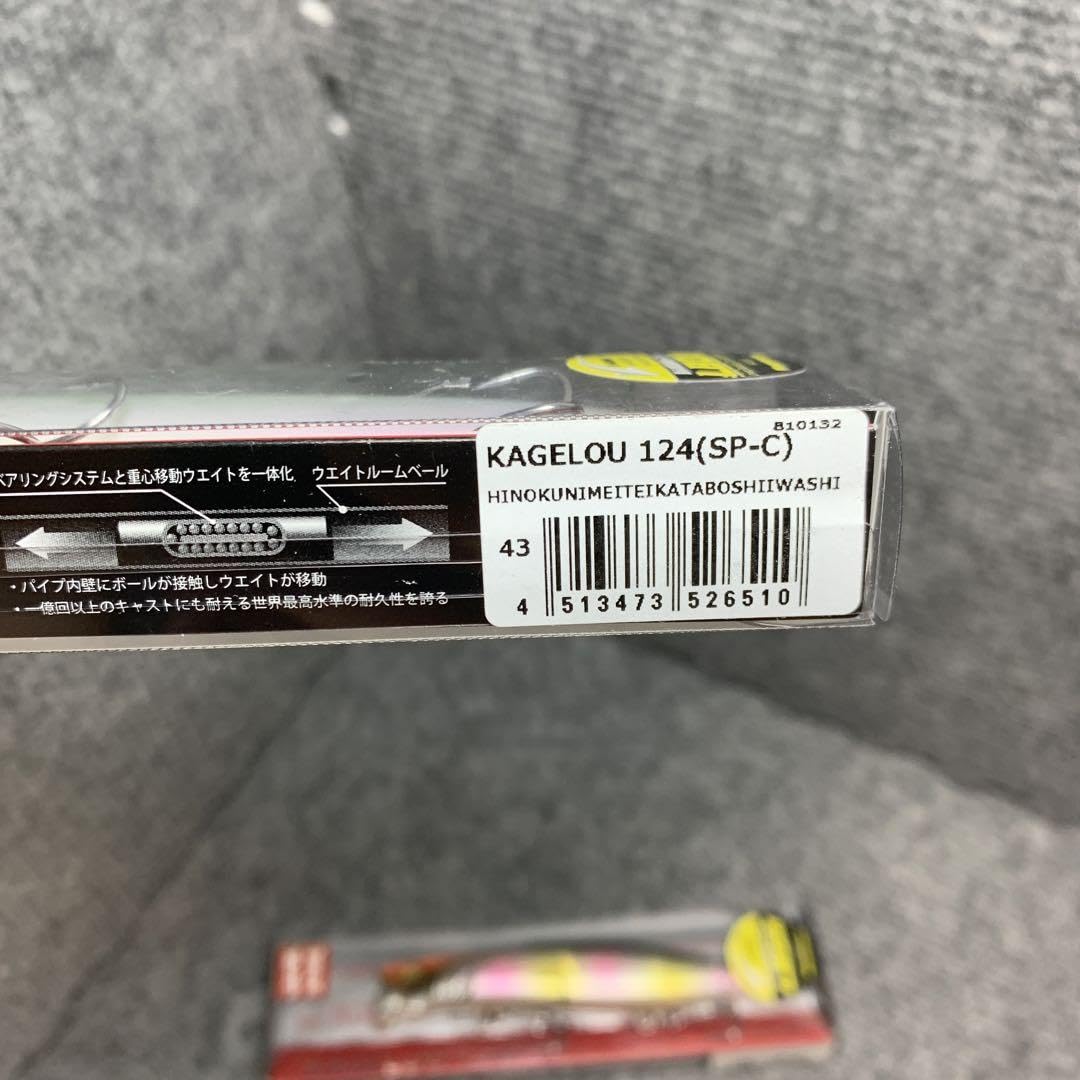 810132
KAGELOU 124(SP-C)
HINOKUNIMEITEIKATABOSHIIWASHI
43
4 513473 526510
ベアリングシステムと重心移動ウエイトを一体化
ウエイトルームベール
・パイプ内壁にボールが接触しウエイトが移動
・一億回以上のキャストにも耐える世界最高水準の耐久性を誇る